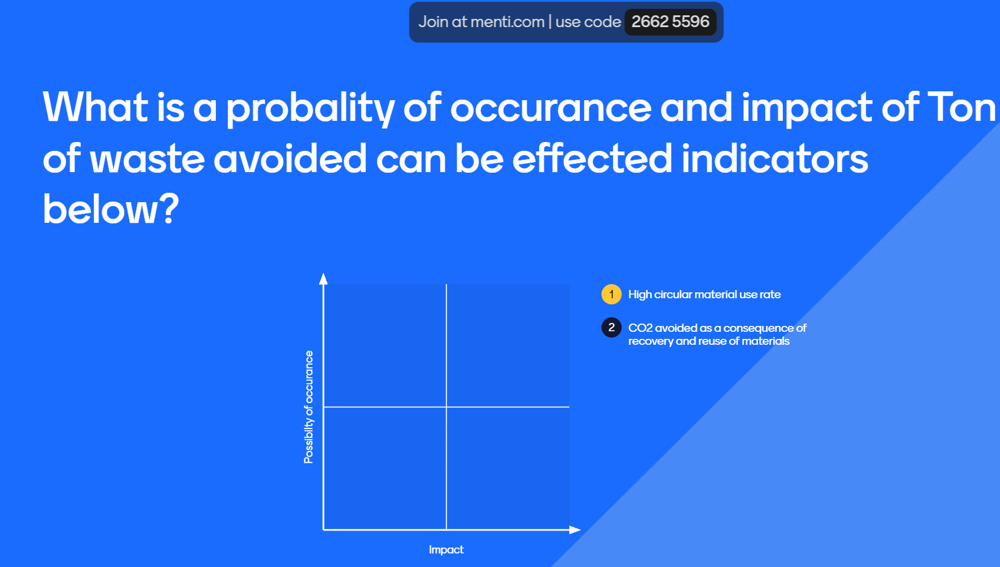 Join at menti.com | use code 2662 5596
What is a probality of occurance and impact of Ton
of waste avoided can be effected indicators
below?
1 High circular material use rate
2 CO2 avoided as a consequence of
recovery and reuse of materials
Possibilty of occurance
Impact